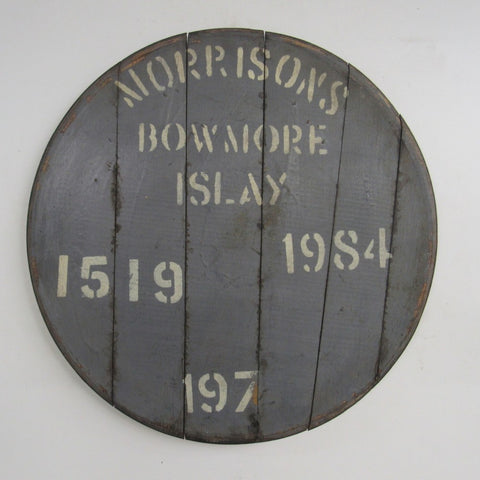 MORRISONS
BOWMORE
ISLAY
1519 1984
197